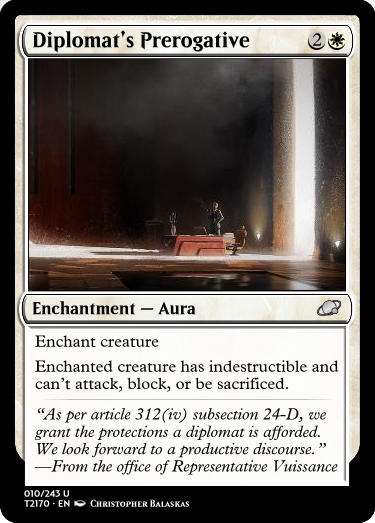 Diplomat's Prerogative 2
Enchantment — Aura
Enchant creature
Enchanted creature has indestructible and
can't attack, block, or be sacrificed.
"As per article 312(iv) subsection 24-D, we
grant the protections a diplomat is afforded.
We look forward to a productive discourse."
—From the office of Representative Vuissance
010/243 U
T2170 · EN Christopher Balaskas